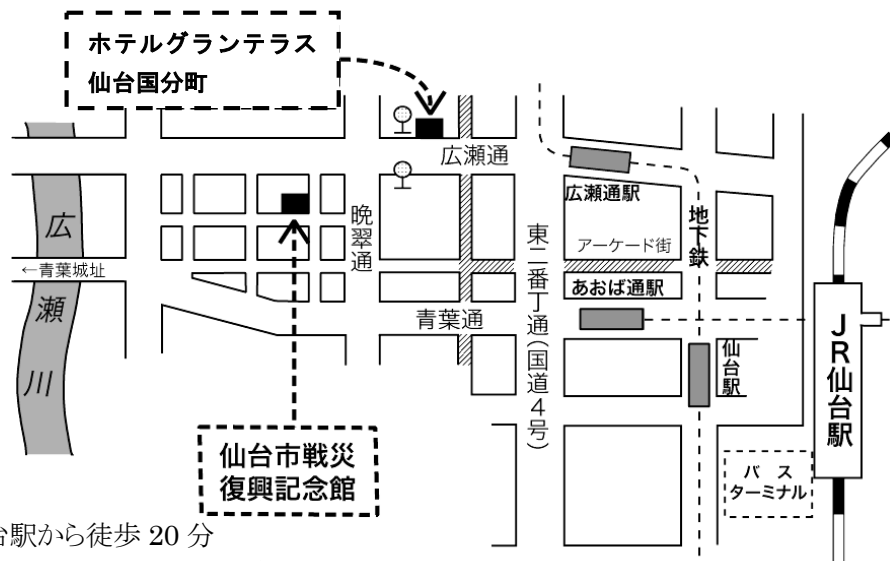 ホテルグランテラス
仙台国分町
広瀬通
広瀬通駅
地下鉄
晩翠通
東二番丁通(国道4号)
アーケード街
広瀬川
←青葉城址
あおば通駅
青葉通
仙台駅
JR仙台駅
仙台市戦災
復興記念館
バス
ターミナル
台駅から徒歩 20 分